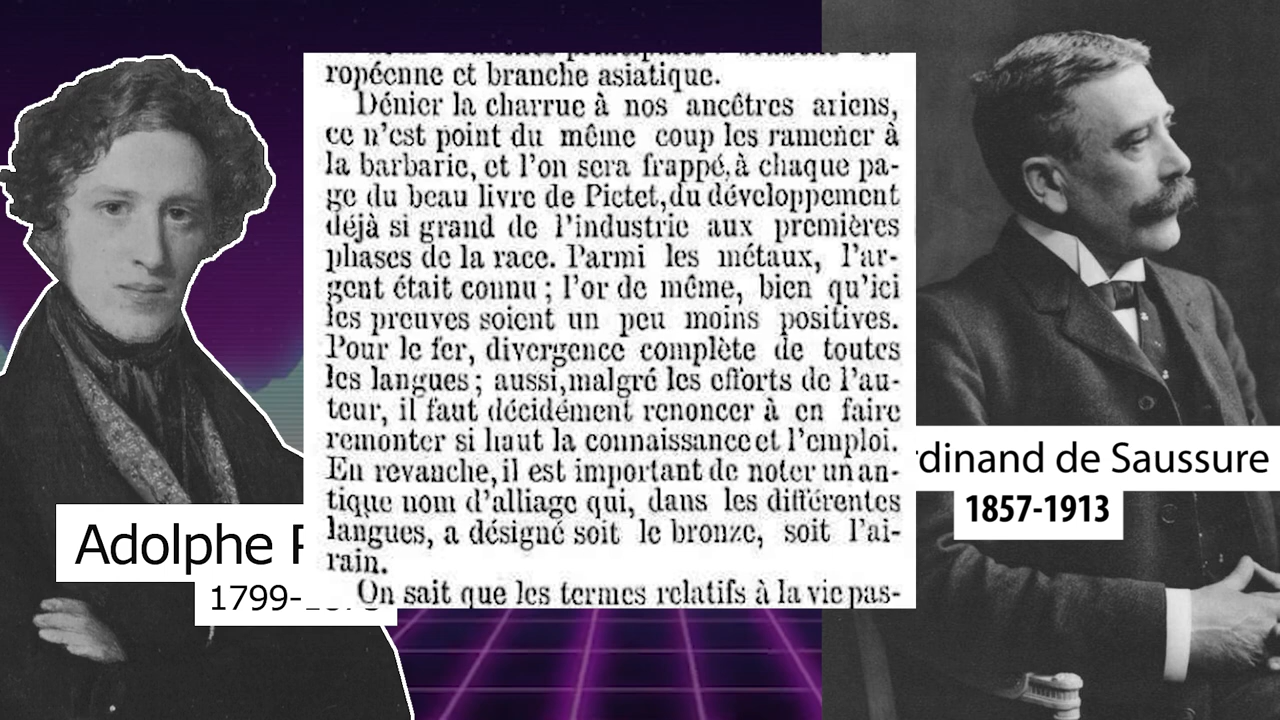 ropéenne et branche asiatique.
Dénier la charrue à nos ancêtres ariens,
ce n'est point du même coup les ramener à
la barbarie, et l'on sera frappé, à chaque pa-
ge du beau livre de Pictet, du développement
déjà si grand de l'industrie aux premières
phases de la race. Parmi les métaux, l'ar-
gent était connu ; l'or de même, bien qu'ici
les preuves soient un peu moins positives.
Pour le fer, divergence complète de toutes
les langues ; aussi, malgré les efforts de l'au-
teur, il faut décidément renoncer à en faire
remonter si haut la connaissance et l'emploi.
En revanche, il est important de noter un an-
tique nom d'alliage qui, dans les différentes
langues, a désigné soit le bronze, soit l'ai-
rain.
On sait que les termes relatifs à la vie pas-
Adolphe
1799-
rdinand de Saussure
1857-1913